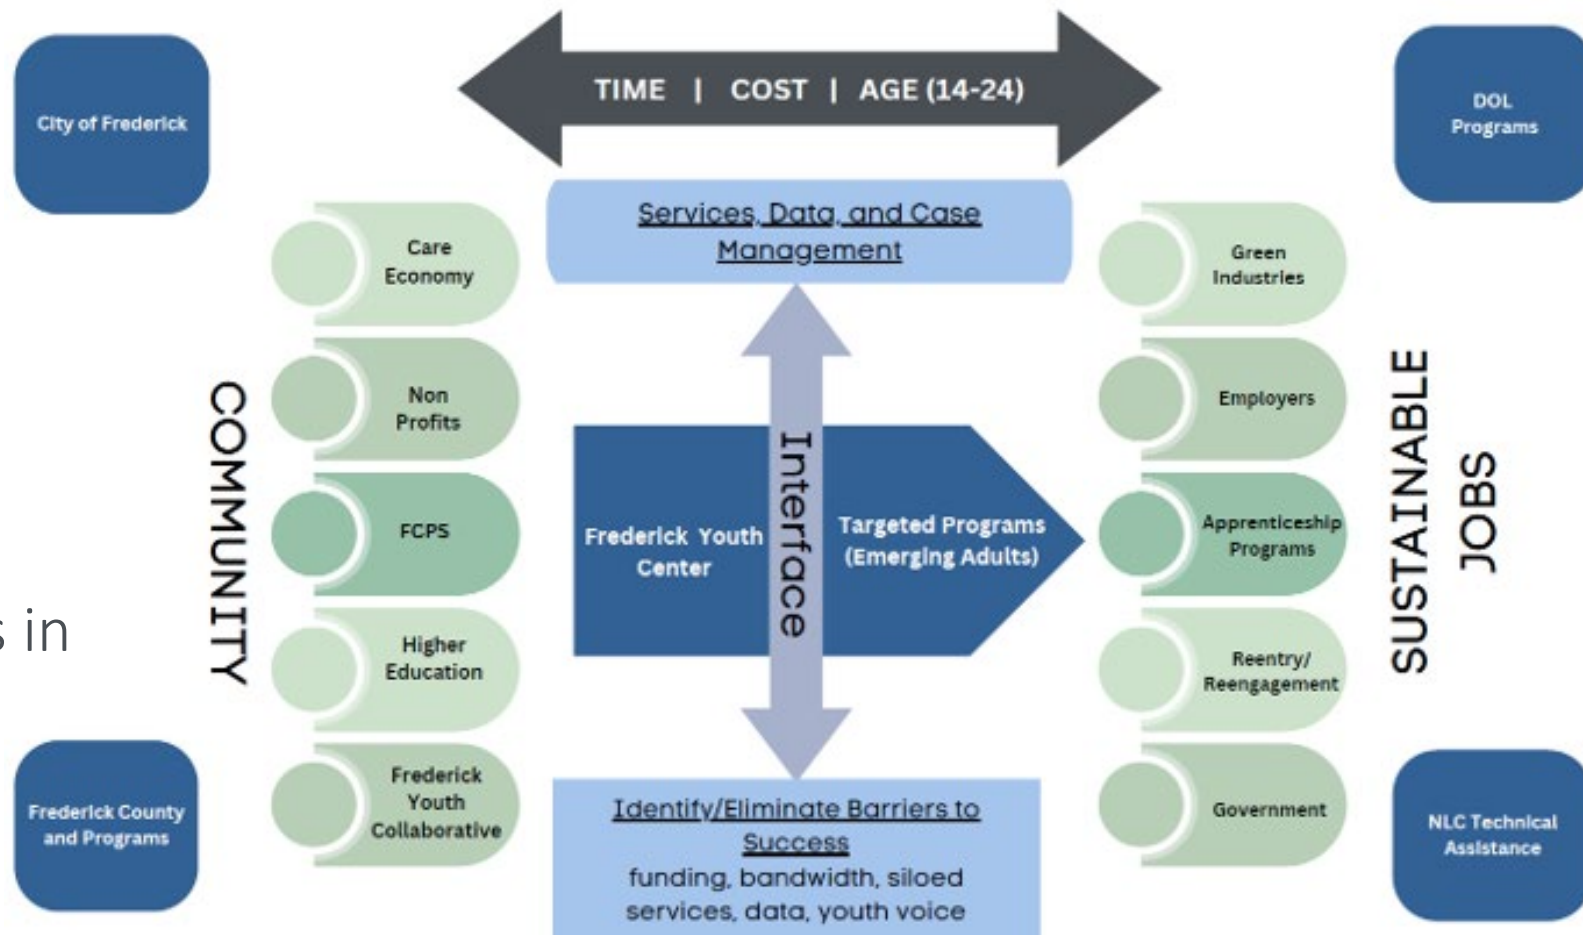 TIME | COST | AGE (14-24)
City of Frederick
DOL
Programs
Services, Data, and Case
Management
Care
Economy
Non
Profits
FCPS
Higher
Education
Frederick
Youth
Collaborative
COMMUNITY
s in
Frederick County
and Programs
Frederick Youth
Center
Interface
Targeted Programs
(Emerging Adults)
Identify/Eliminate Barriers to
Success
funding, bandwidth, siloed
services, data, youth voice
Green
Industries
Employers
Apprenticeship
Programs
Reentry/
Reengagement
Government
SUSTAINABLE
JOBS
NLC Technical
Assistance